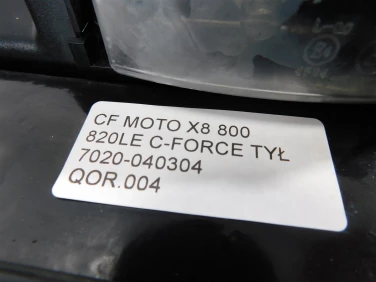 CF MOTO X8 800
820LE C-FORCE TYŁ
7020-040304
QOR.004